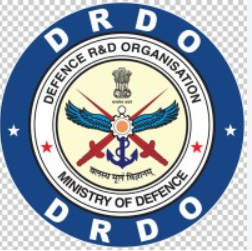 DRDO
DEFENCE R&D ORGANISATION
बलस्य मूलं विज्ञानम्
MINISTRY OF DEFENCE
DRDO